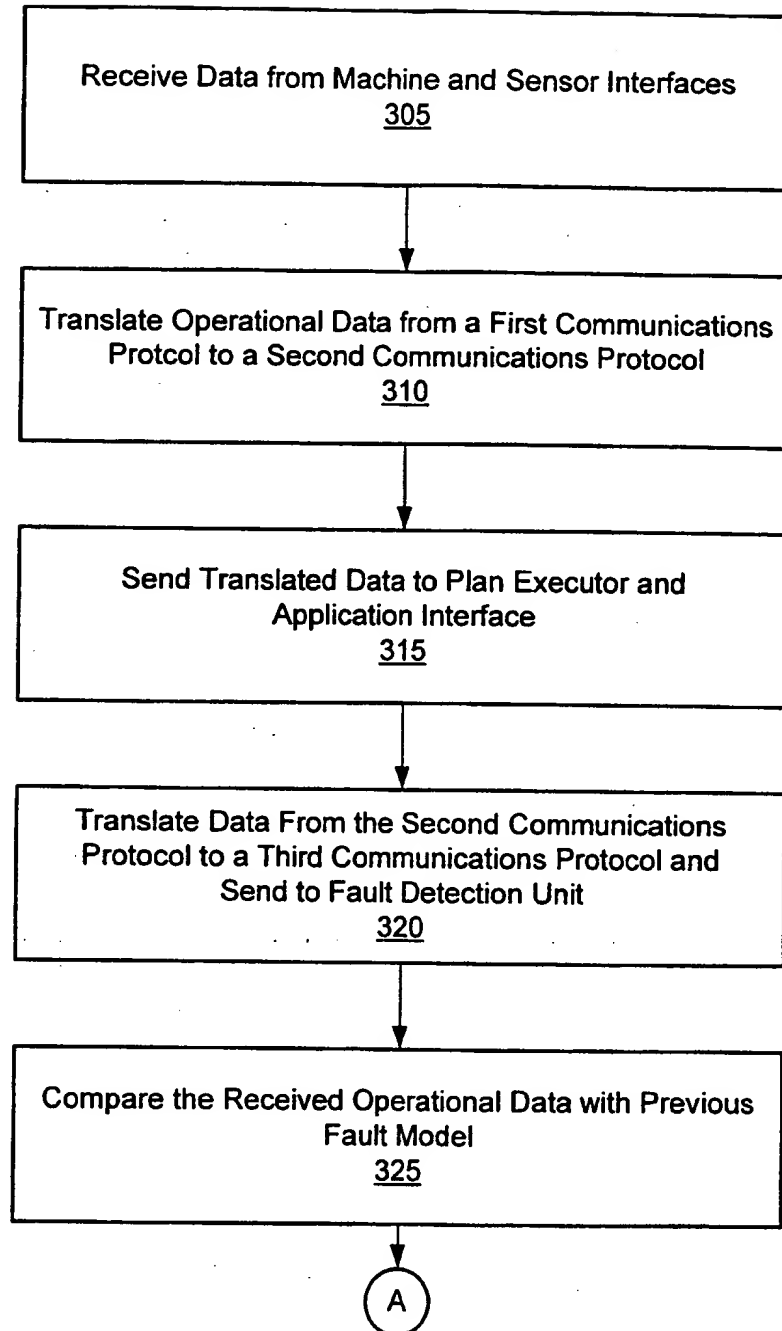 Receive Data from Machine and Sensor Interfaces
305
Translate Operational Data from a First Communications
Protcol to a Second Communications Protocol
310
Send Translated Data to Plan Executor and
Application Interface
315
Translate Data From the Second Communications
Protocol to a Third Communications Protocol and
Send to Fault Detection Unit
320
Compare the Received Operational Data with Previous
Fault Model
325
A